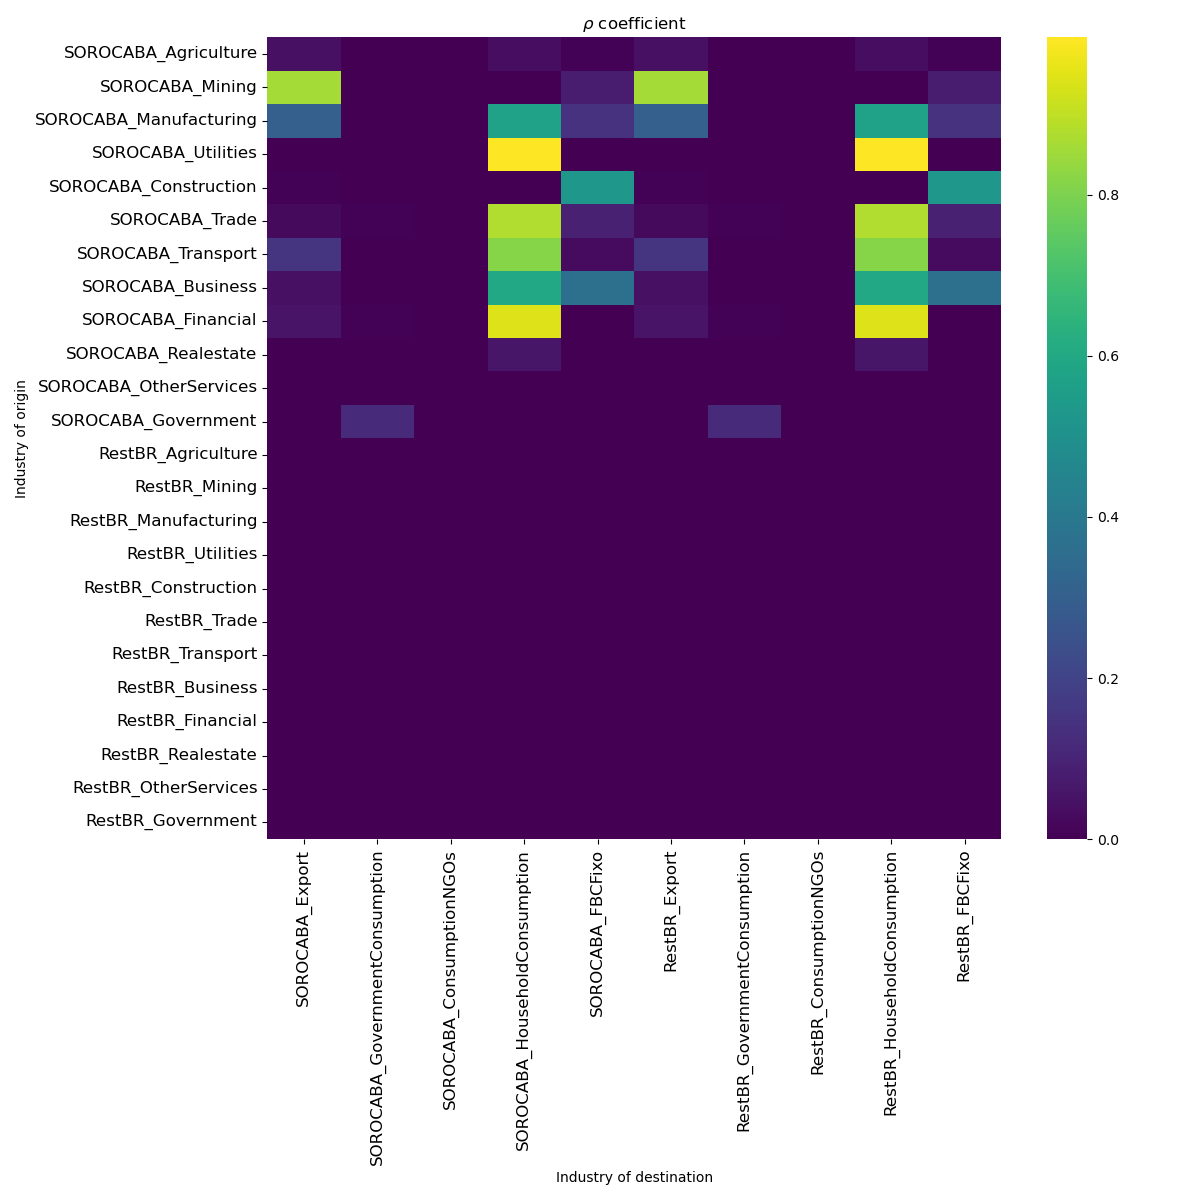 ρ coefficient
SOROCABA_Agriculture
SOROCABA_Mining
SOROCABA_Manufacturing
SOROCABA_Utilities
SOROCABA_Construction
SOROCABA_Trade
SOROCABA_Transport
SOROCABA_Business
SOROCABA_Financial
SOROCABA_Realestate
SOROCABA_OtherServices
SOROCABA_Government
RestBR_Agriculture
RestBR_Mining
RestBR_Manufacturing
RestBR_Utilities
RestBR_Construction
RestBR_Trade
RestBR_Transport
RestBR_Business
RestBR_Financial
RestBR_Realestate
RestBR_OtherServices
RestBR_Government
Industry of origin
SOROCABA_Export
SOROCABA_GovernmentConsumption
SOROCABA_ConsumptionNGOs
SOROCABA_HouseholdConsumption
SOROCABA_FBCFixo
RestBR_Export
RestBR_GovernmentConsumption
RestBR_ConsumptionNGOs
RestBR_HouseholdConsumption
RestBR_FBCFixo
Industry of destination
0.8
0.6
0.4
0.2
0.0